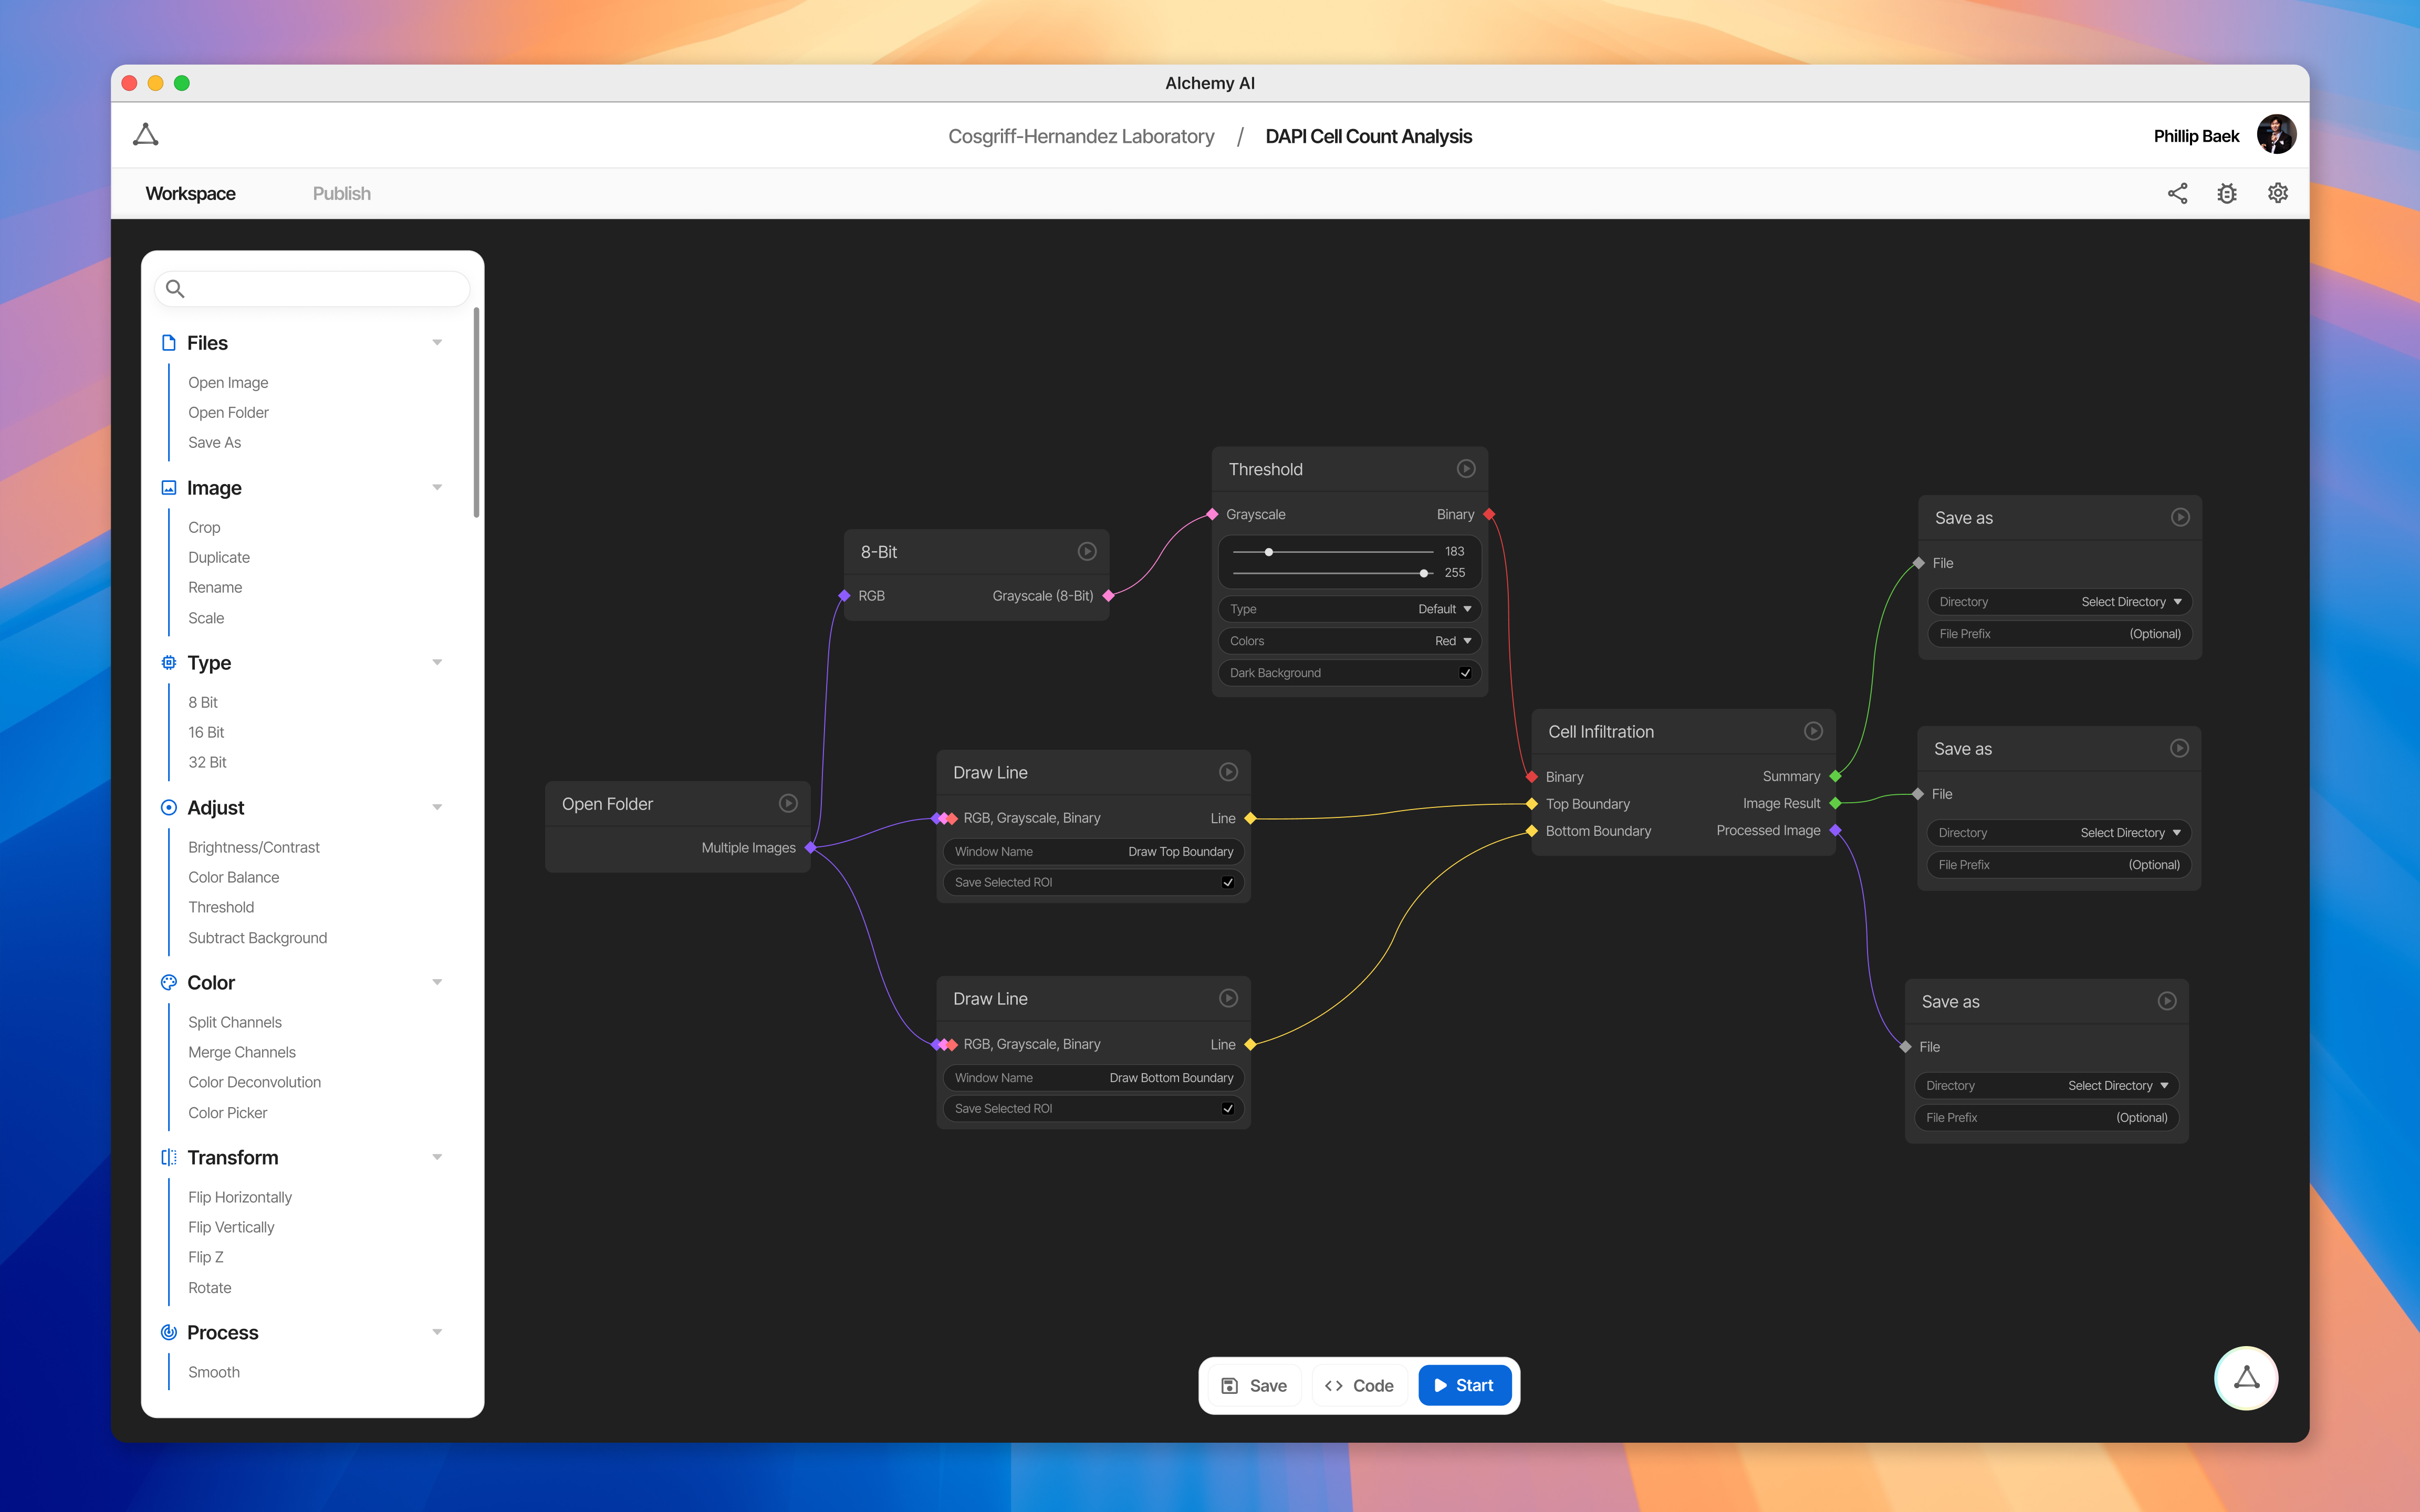 Alchemy AI
Cosgriff-Hernandez Laboratory / DAPI Cell Count Analysis
Phillip Baek
Workspace
Publish
Files
Open Image
Open Folder
Save As
Image
Crop
Duplicate
Rename
Scale
Type
8 Bit
16 Bit
32 Bit
Adjust
Brightness/Contrast
Color Balance
Threshold
Subtract Background
Color
Split Channels
Merge Channels
Color Deconvolution
Color Picker
Transform
Flip Horizontally
Flip Vertically
Flip Z
Rotate
Process
Smooth
Open Folder
Multiple Images
8-Bit
RGB
Grayscale (8-Bit)
Threshold
Grayscale
Binary
183
255
Type
Default
Colors
Red
Dark Background
Draw Line
RGB, Grayscale, Binary
Line
Window Name
Draw Top Boundary
Save Selected ROI
Draw Line
RGB, Grayscale, Binary
Line
Window Name
Draw Bottom Boundary
Save Selected ROI
Cell Infiltration
Binary
Summary
Top Boundary
Image Result
Bottom Boundary
Processed Image
Save as
File
Directory
Select Directory
File Prefix
(Optional)
Save as
File
Directory
Select Directory
File Prefix
(Optional)
Save as
File
Directory
Select Directory
File Prefix
(Optional)
Save
Code
Start